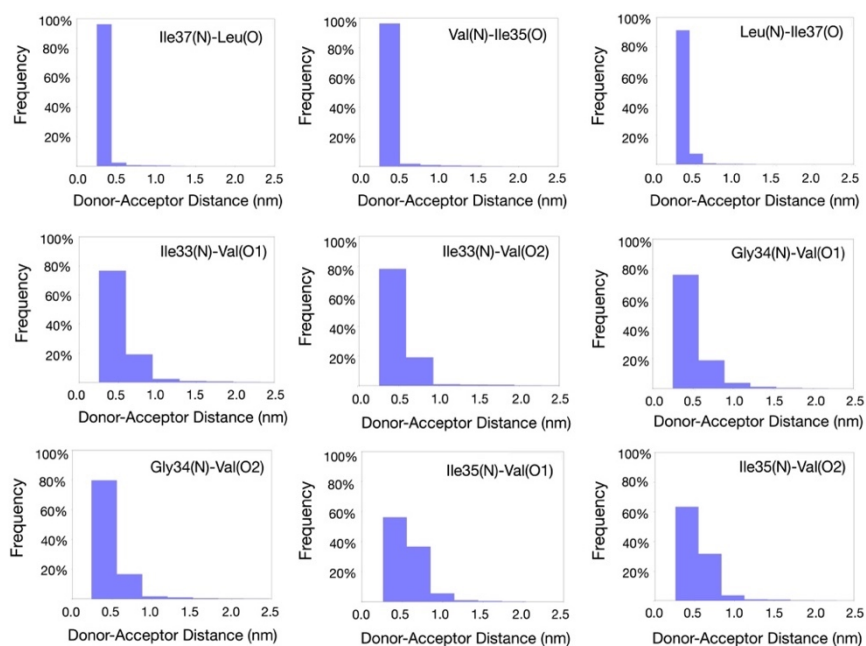 Ile37(N)-Leu(O)
Frequency
100%
80%
60%
40%
20%
0.0 0.5 1.0 1.5 2.0 2.5
Donor-Acceptor Distance (nm)
Val(N)-Ile35(O)
Frequency
100%
80%
60%
40%
20%
0.0 0.5 1.0 1.5 2.0 2.5
Donor-Acceptor Distance (nm)
Leu(N)-Ile37(O)
Frequency
100%
80%
60%
40%
20%
0.0 0.5 1.0 1.5 2.0 2.5
Donor-Acceptor Distance (nm)
Ile33(N)-Val(O1)
Frequency
100%
80%
60%
40%
20%
0.0 0.5 1.0 1.5 2.0 2.5
Donor-Acceptor Distance (nm)
Ile33(N)-Val(O2)
Frequency
100%
80%
60%
40%
20%
0.0 0.5 1.0 1.5 2.0 2.5
Donor-Acceptor Distance (nm)
Gly34(N)-Val(O1)
Frequency
100%
80%
60%
40%
20%
0.0 0.5 1.0 1.5 2.0 2.5
Donor-Acceptor Distance (nm)
Gly34(N)-Val(O2)
Frequency
100%
80%
60%
40%
20%
0.0 0.5 1.0 1.5 2.0 2.5
Donor-Acceptor Distance (nm)
Ile35(N)-Val(O1)
Frequency
100%
80%
60%
40%
20%
0.0 0.5 1.0 1.5 2.0 2.5
Donor-Acceptor Distance (nm)
Ile35(N)-Val(O2)
Frequency
100%
80%
60%
40%
20%
0.0 0.5 1.0 1.5 2.0 2.5
Donor-Acceptor Distance (nm)